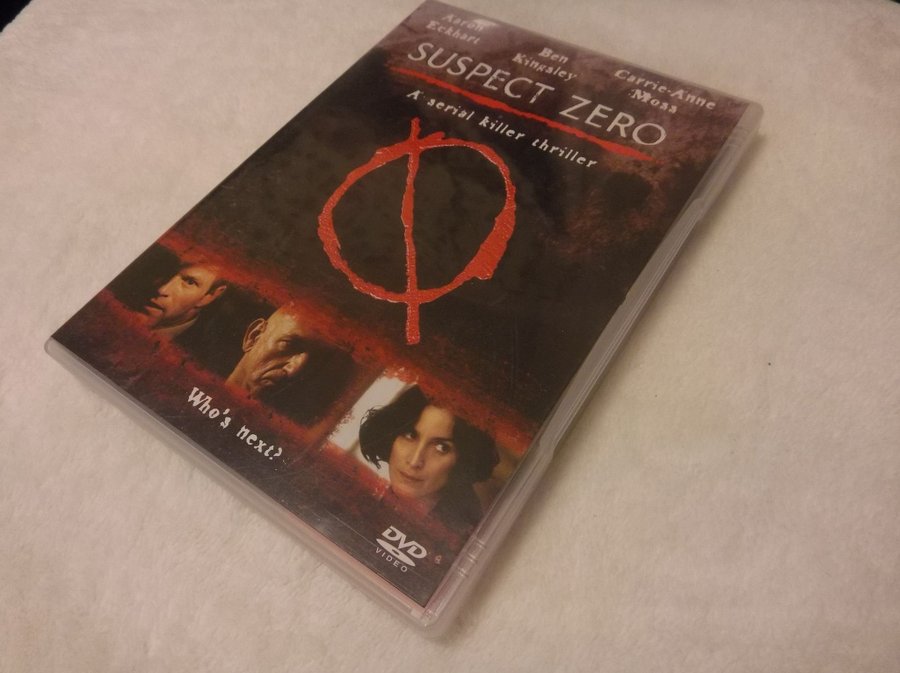 Aaron
Eckhart
Ben
Kingsley
Carrie-Anne
Moss
SUSPECT ZERO
A serial killer thriller
Who's next?
DVD
VIDEO